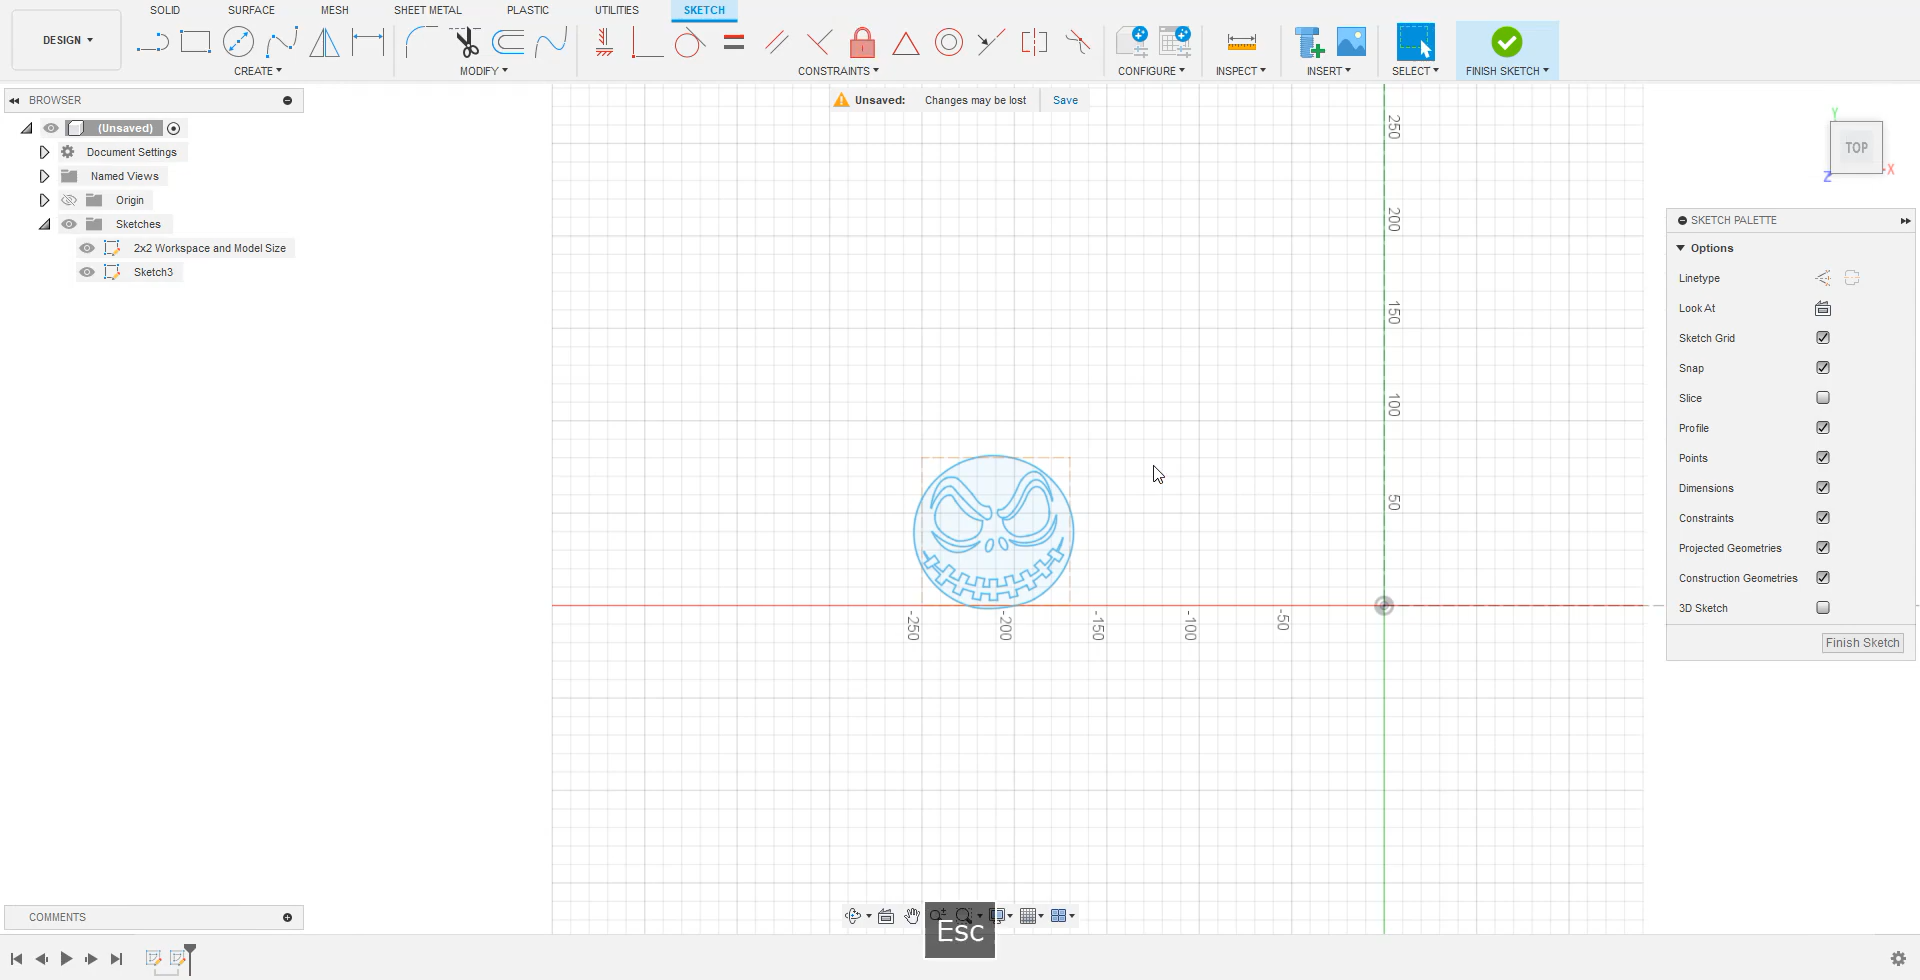 SOLID SURFACE MESH SHEET METAL PLASTIC UTILITIES SKETCH
DESIGN
CREATE MODIFY CONSTRAINTS CONFIGURE INSPECT INSERT SELECT FINISH SKETCH
BROWSER
Unsaved: Changes may be lost Save
(Unsaved)
Document Settings
Named Views
Origin
Sketches
2x2 Workspace and Model Size
Sketch3
250
200
150
100
50
-250
-200
-150
-100
-50
Y
TOP
X
Z
SKETCH PALETTE
Options
Linetype
Look At
Sketch Grid
Snap
Slice
Profile
Points
Dimensions
Constraints
Projected Geometries
Construction Geometries
3D Sketch
Finish Sketch
COMMENTS
Esc